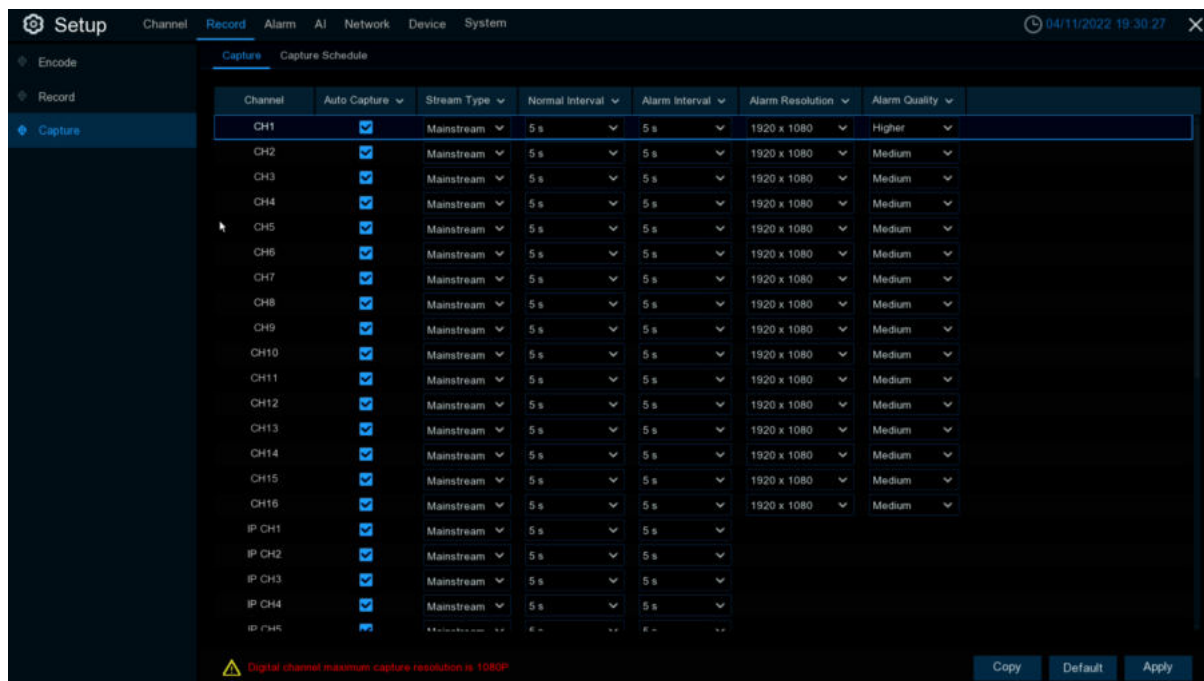 Setup Channel Record Alarm AI Network Device System 04/11/2022 19:30:27
Encode
Record
Capture
Capture Capture Schedule
Channel Auto Capture Stream Type Normal Interval Alarm Interval Alarm Resolution Alarm Quality
CH1 Mainstream 5 s 5 s 1920 x 1080 Higher
CH2 Mainstream 5 s 5 s 1920 x 1080 Medium
CH3 Mainstream 5 s 5 s 1920 x 1080 Medium
CH4 Mainstream 5 s 5 s 1920 x 1080 Medium
CH5 Mainstream 5 s 5 s 1920 x 1080 Medium
CH6 Mainstream 5 s 5 s 1920 x 1080 Medium
CH7 Mainstream 5 s 5 s 1920 x 1080 Medium
CH8 Mainstream 5 s 5 s 1920 x 1080 Medium
CH9 Mainstream 5 s 5 s 1920 x 1080 Medium
CH10 Mainstream 5 s 5 s 1920 x 1080 Medium
CH11 Mainstream 5 s 5 s 1920 x 1080 Medium
CH12 Mainstream 5 s 5 s 1920 x 1080 Medium
CH13 Mainstream 5 s 5 s 1920 x 1080 Medium
CH14 Mainstream 5 s 5 s 1920 x 1080 Medium
CH15 Mainstream 5 s 5 s 1920 x 1080 Medium
CH16 Mainstream 5 s 5 s 1920 x 1080 Medium
IP CH1 Mainstream 5 s 5 s
IP CH2 Mainstream 5 s 5 s
IP CH3 Mainstream 5 s 5 s
IP CH4 Mainstream 5 s 5 s
IP CH5
Digital channel maximum capture resolution is 1080P!
Copy Default Apply